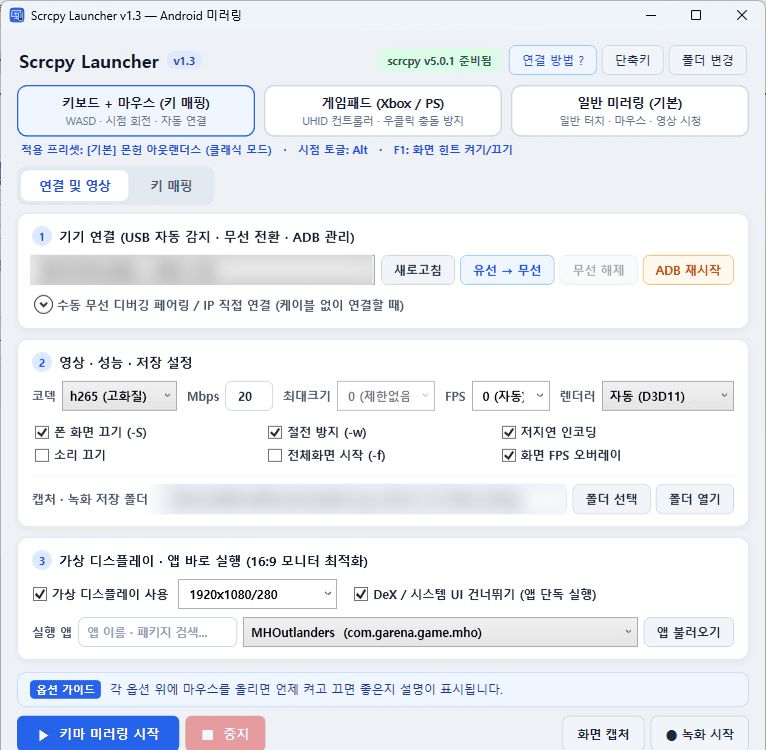 Scrcpy Launcher v1.3 — Android 미러링
Scrcpy Launcher v1.3 scrcpy v5.0.1 준비됨 연결 방법 ? 단축키 폴더 변경
키보드 + 마우스 (키 매핑) 게임패드 (Xbox / PS) 일반 미러링 (기본)
WASD · 시점 회전 · 자동 연결 UHID 컨트롤러 · 우클릭 충돌 방지 일반 터치 · 마우스 · 영상 시청
적용 프리셋: [기본] 몬헌 아웃랜더스 (클래식 모드) · 시점 토글: Alt · F1: 화면 힌트 켜기/끄기
연결 및 영상 키 매핑
1 기기 연결 (USB 자동 감지 · 무선 전환 · ADB 관리)
새로고침 유선 → 무선 무선 해제 ADB 재시작
수동 무선 디버깅 페어링 / IP 직접 연결 (케이블 없이 연결할 때)
2 영상 · 성능 · 저장 설정
코덱 h265 (고화질) Mbps 20 최대크기 0 (제한없음 FPS 0 (자동) 렌더러 자동 (D3D11)
폰 화면 끄기 (-S) 절전 방지 (-w) 저지연 인코딩
소리 끄기 전체화면 시작 (-f) 화면 FPS 오버레이
캡처 · 녹화 저장 폴더 폴더 선택 폴더 열기
3 가상 디스플레이 · 앱 바로 실행 (16:9 모니터 최적화)
가상 디스플레이 사용 1920x1080/280 DeX / 시스템 UI 건너뛰기 (앱 단독 실행)
실행 앱 앱 이름 · 패키지 검색... MHOutlanders (com.garena.game.mho) 앱 불러오기
옵션 가이드 각 옵션 위에 마우스를 올리면 언제 켜고 끄면 좋은지 설명이 표시됩니다.
▶ 키마 미러링 시작 ■ 중지 화면 캡처 ● 녹화 시작